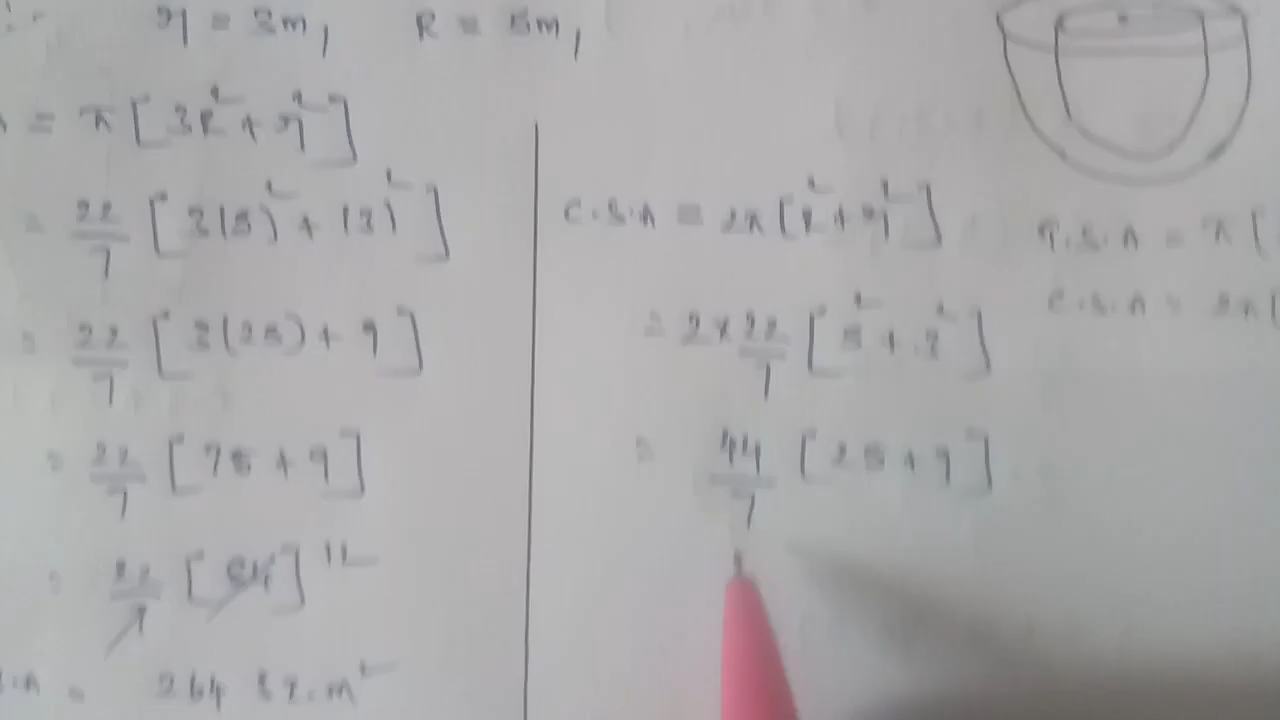 r = 3m, R = 5m,
= π [3R² + r²]
= 22/7 [3(5)² + (3)²]
= 22/7 [3(25) + 9]
= 22/7 [75 + 9]
= 22/7 [84] 12
S.A = 264 sq.m²
C.S.A = 2π [R² + r²]
= 2 × 22/7 [5² + 3²]
= 44/7 [25 + 9]
T.S.A = π [
C.S.A = 2π [